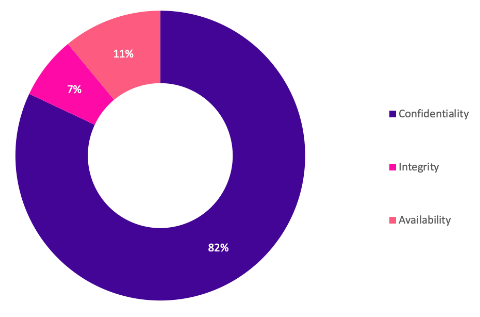 11%
7%
Confidentiality
Integrity
Availability
82%